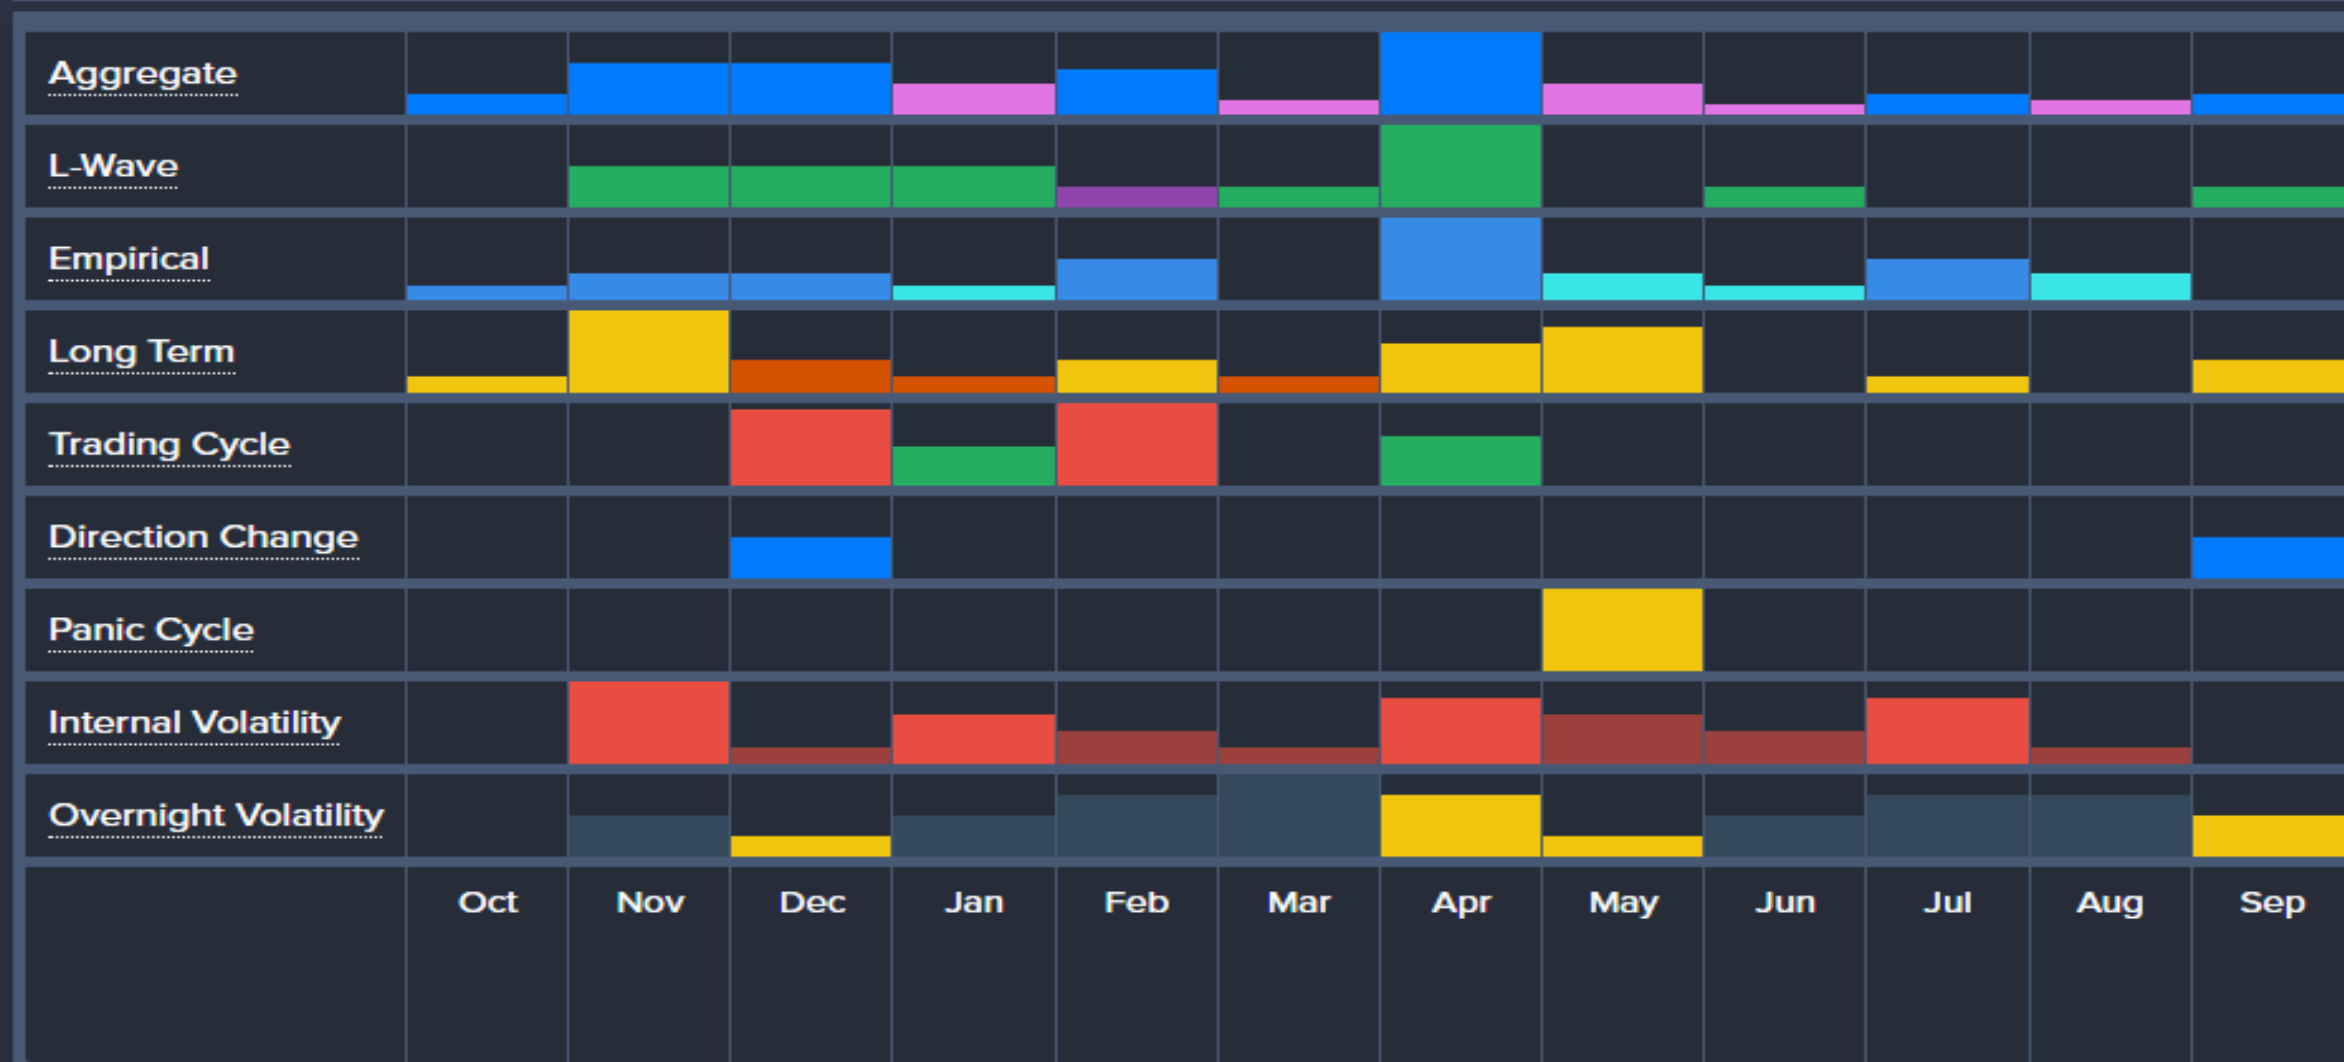 Aggregate
L-Wave
Empirical
Long Term
Trading Cycle
Direction Change
Panic Cycle
Internal Volatility
Overnight Volatility
Oct Nov Dec Jan Feb Mar Apr May Jun Jul Aug Sep